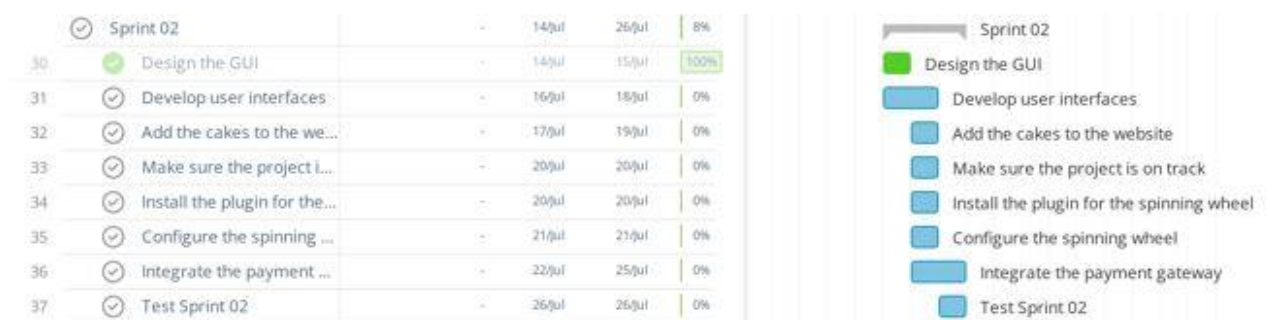 Sprint 02 - 14/Jul 26/Jul 8% Sprint 02
30 Design the GUI - 14/Jul 15/Jul 100% Design the GUI
31 Develop user interfaces - 16/Jul 18/Jul 0% Develop user interfaces
32 Add the cakes to the we... - 17/Jul 19/Jul 0% Add the cakes to the website
33 Make sure the project i... - 20/Jul 20/Jul 0% Make sure the project is on track
34 Install the plugin for the... - 20/Jul 20/Jul 0% Install the plugin for the spinning wheel
35 Configure the spinning ... - 21/Jul 21/Jul 0% Configure the spinning wheel
36 Integrate the payment ... - 22/Jul 25/Jul 0% Integrate the payment gateway
37 Test Sprint 02 - 26/Jul 26/Jul 0% Test Sprint 02